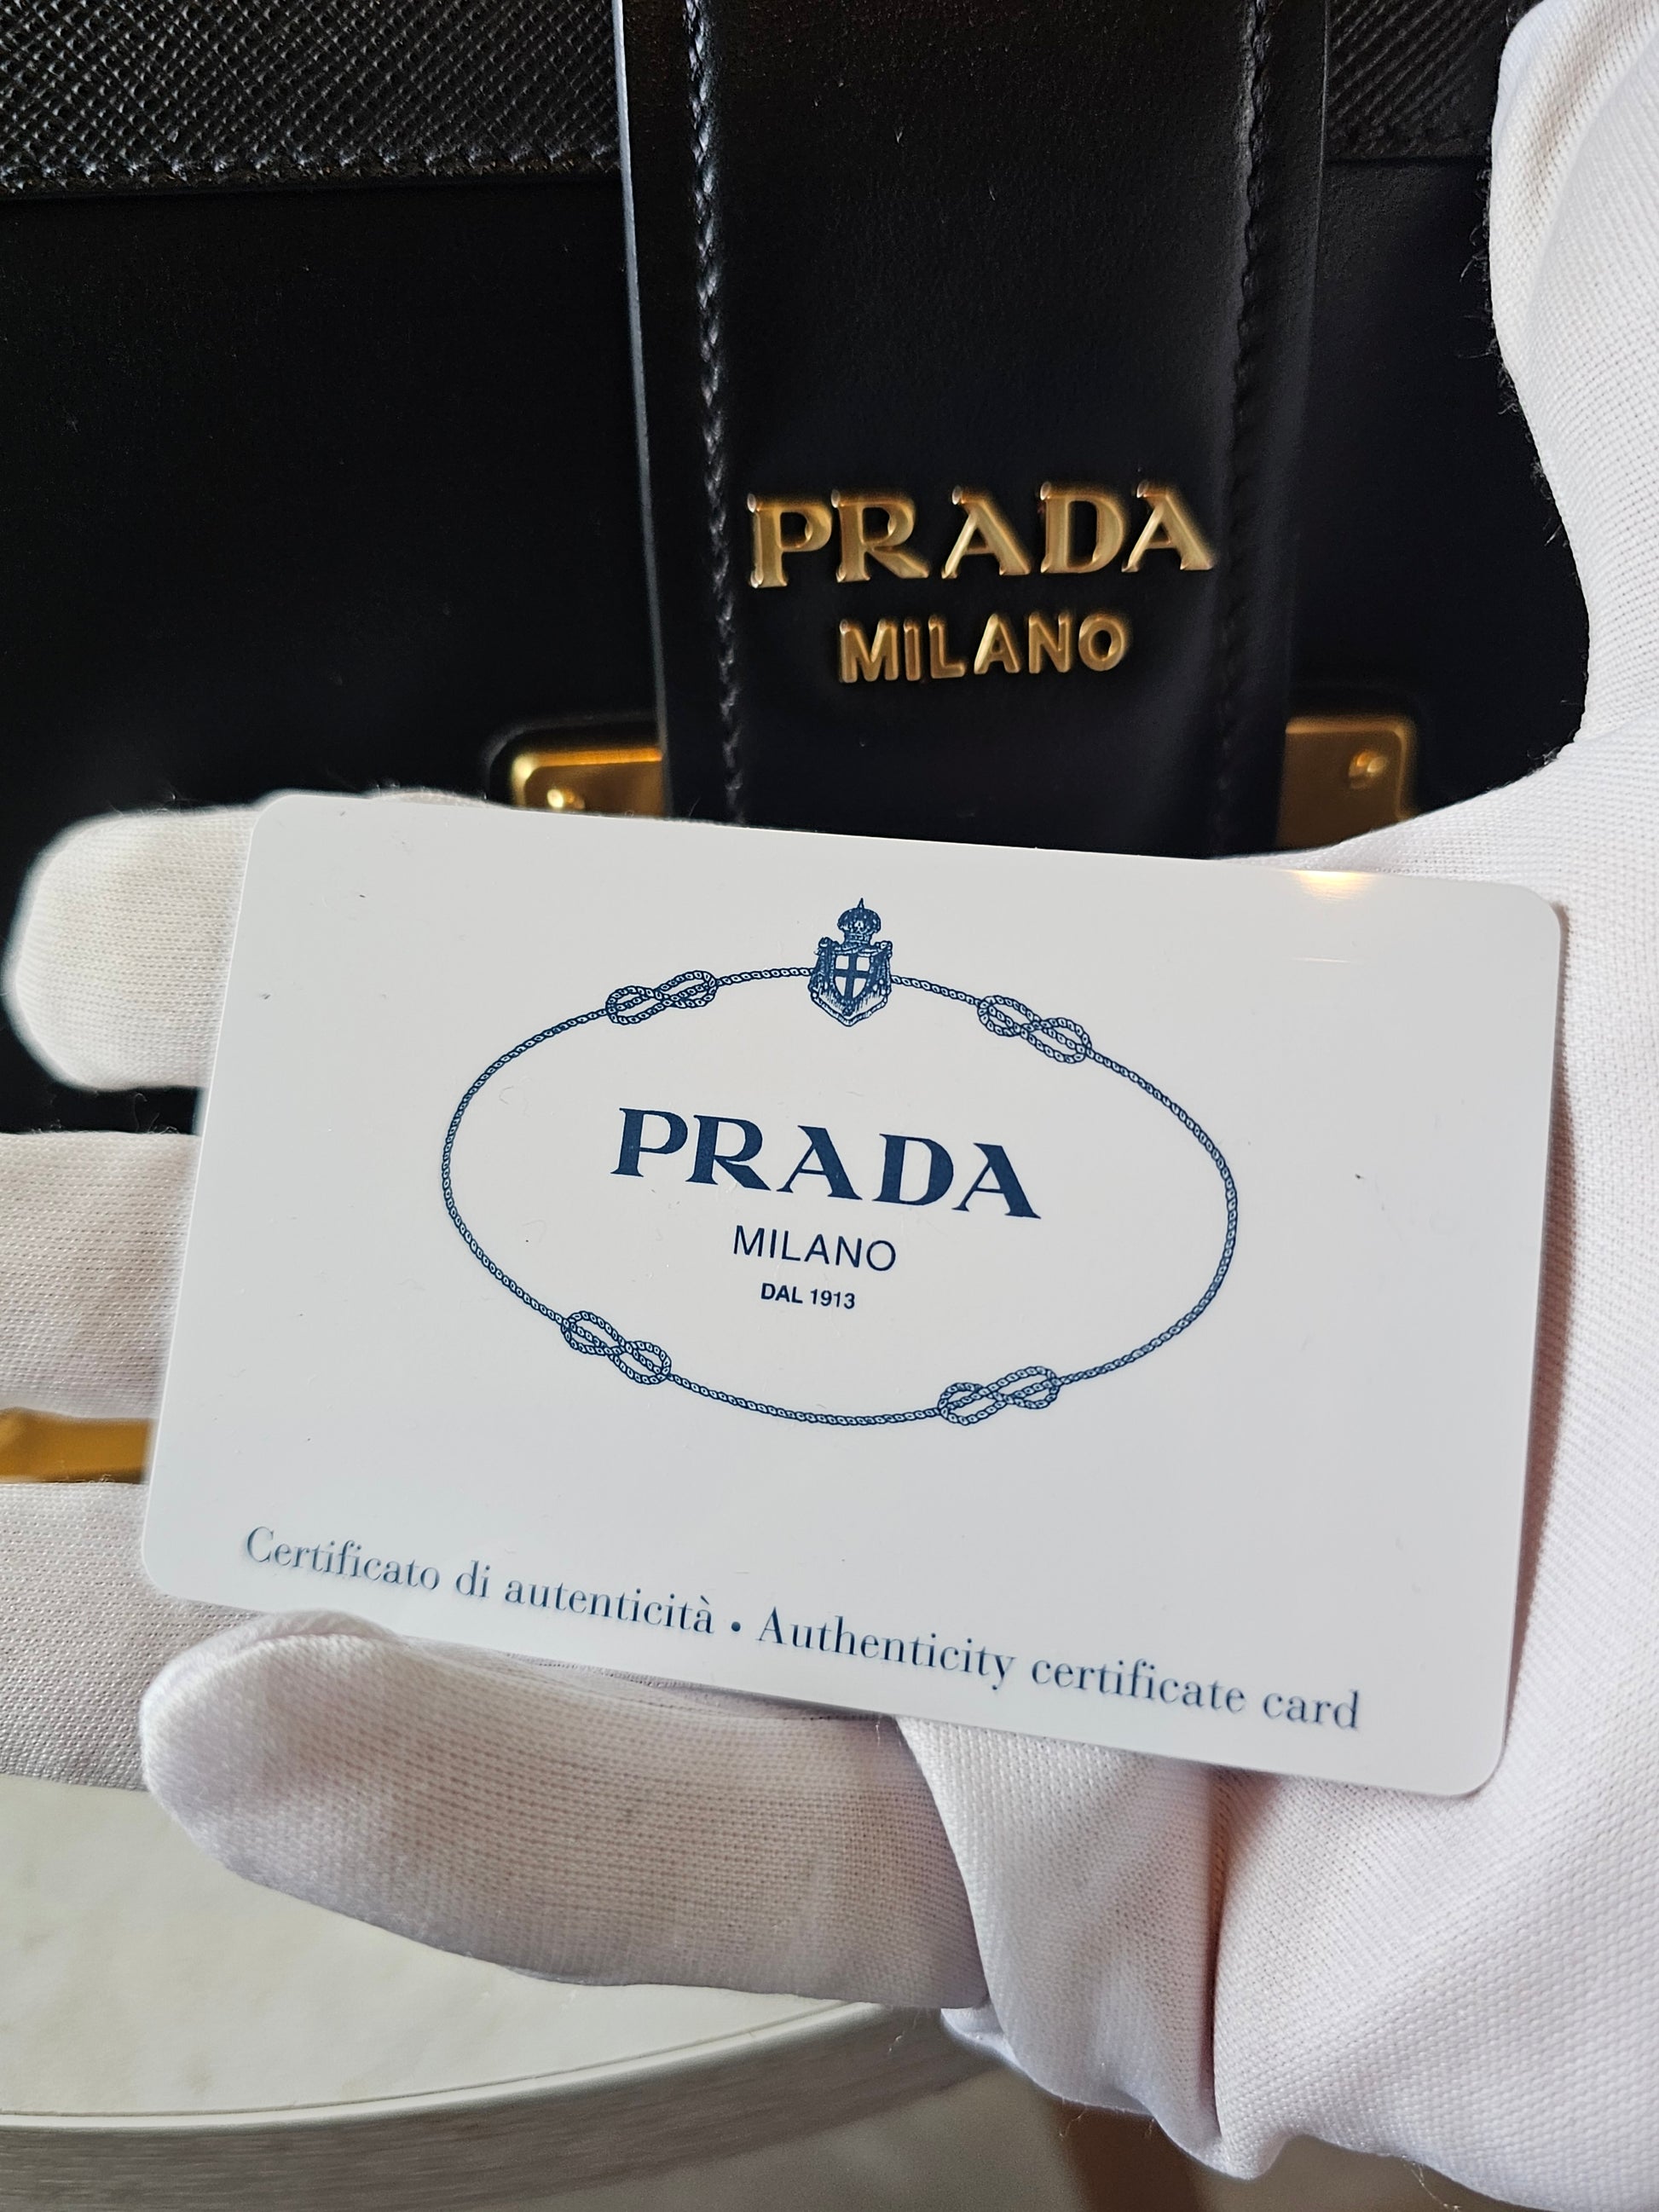 PRADA
MILANO
PRADA
MILANO
DAL 1913
Certificato di autenticità • Authenticity certificate card